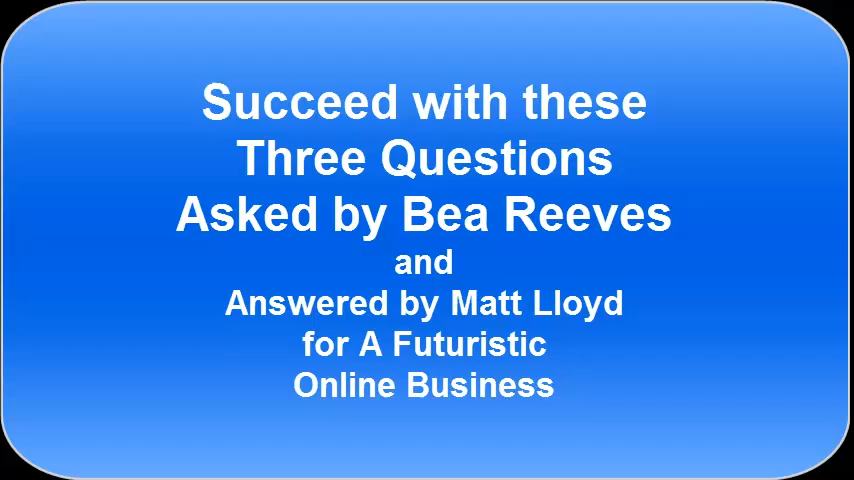 Succeed with these
Three Questions
Asked by Bea Reeves
and
Answered by Matt Lloyd
for A Futuristic
Online Business